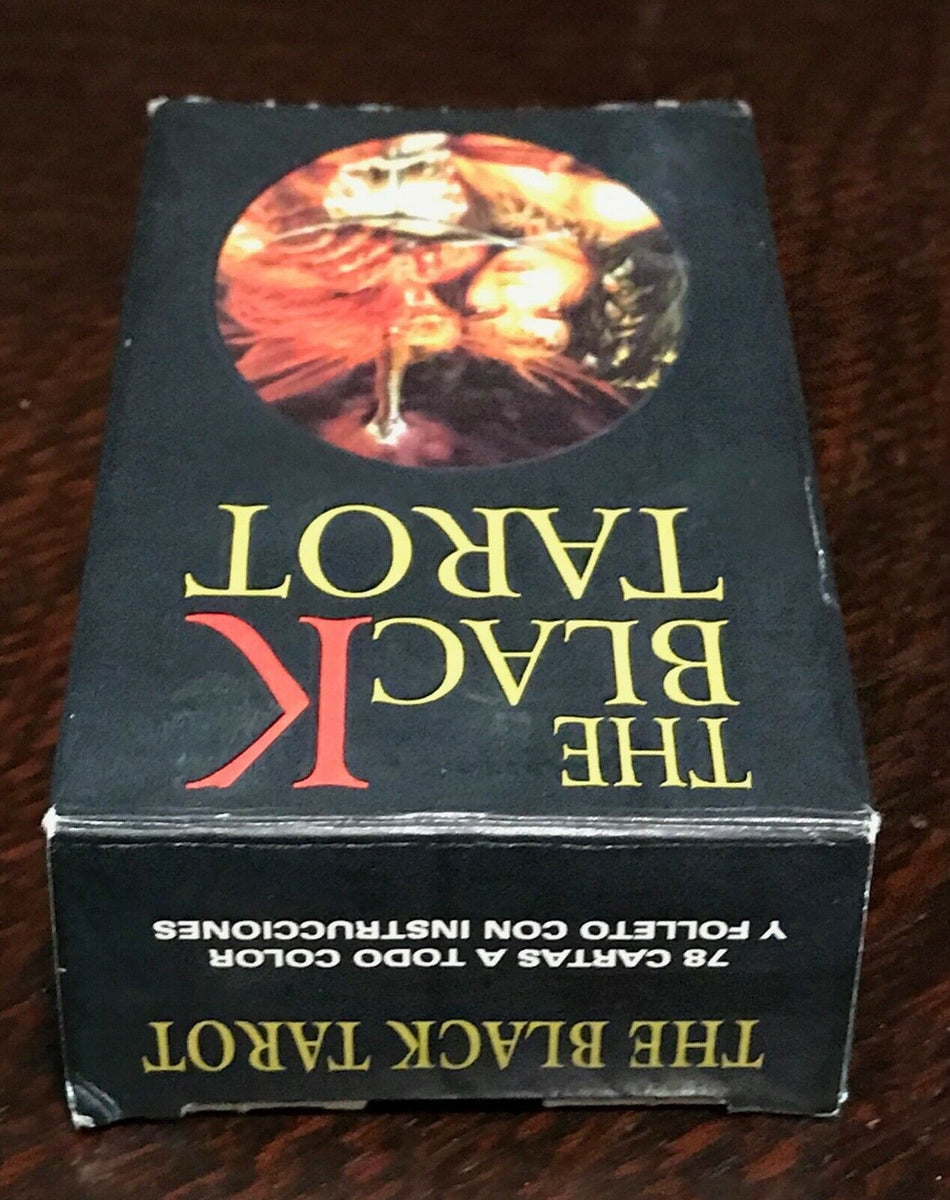 THE
BLACK
TAROT
THE BLACK TAROT
78 CARTAS A TODO COLOR
Y FOLLETO CON INSTRUCCIONES